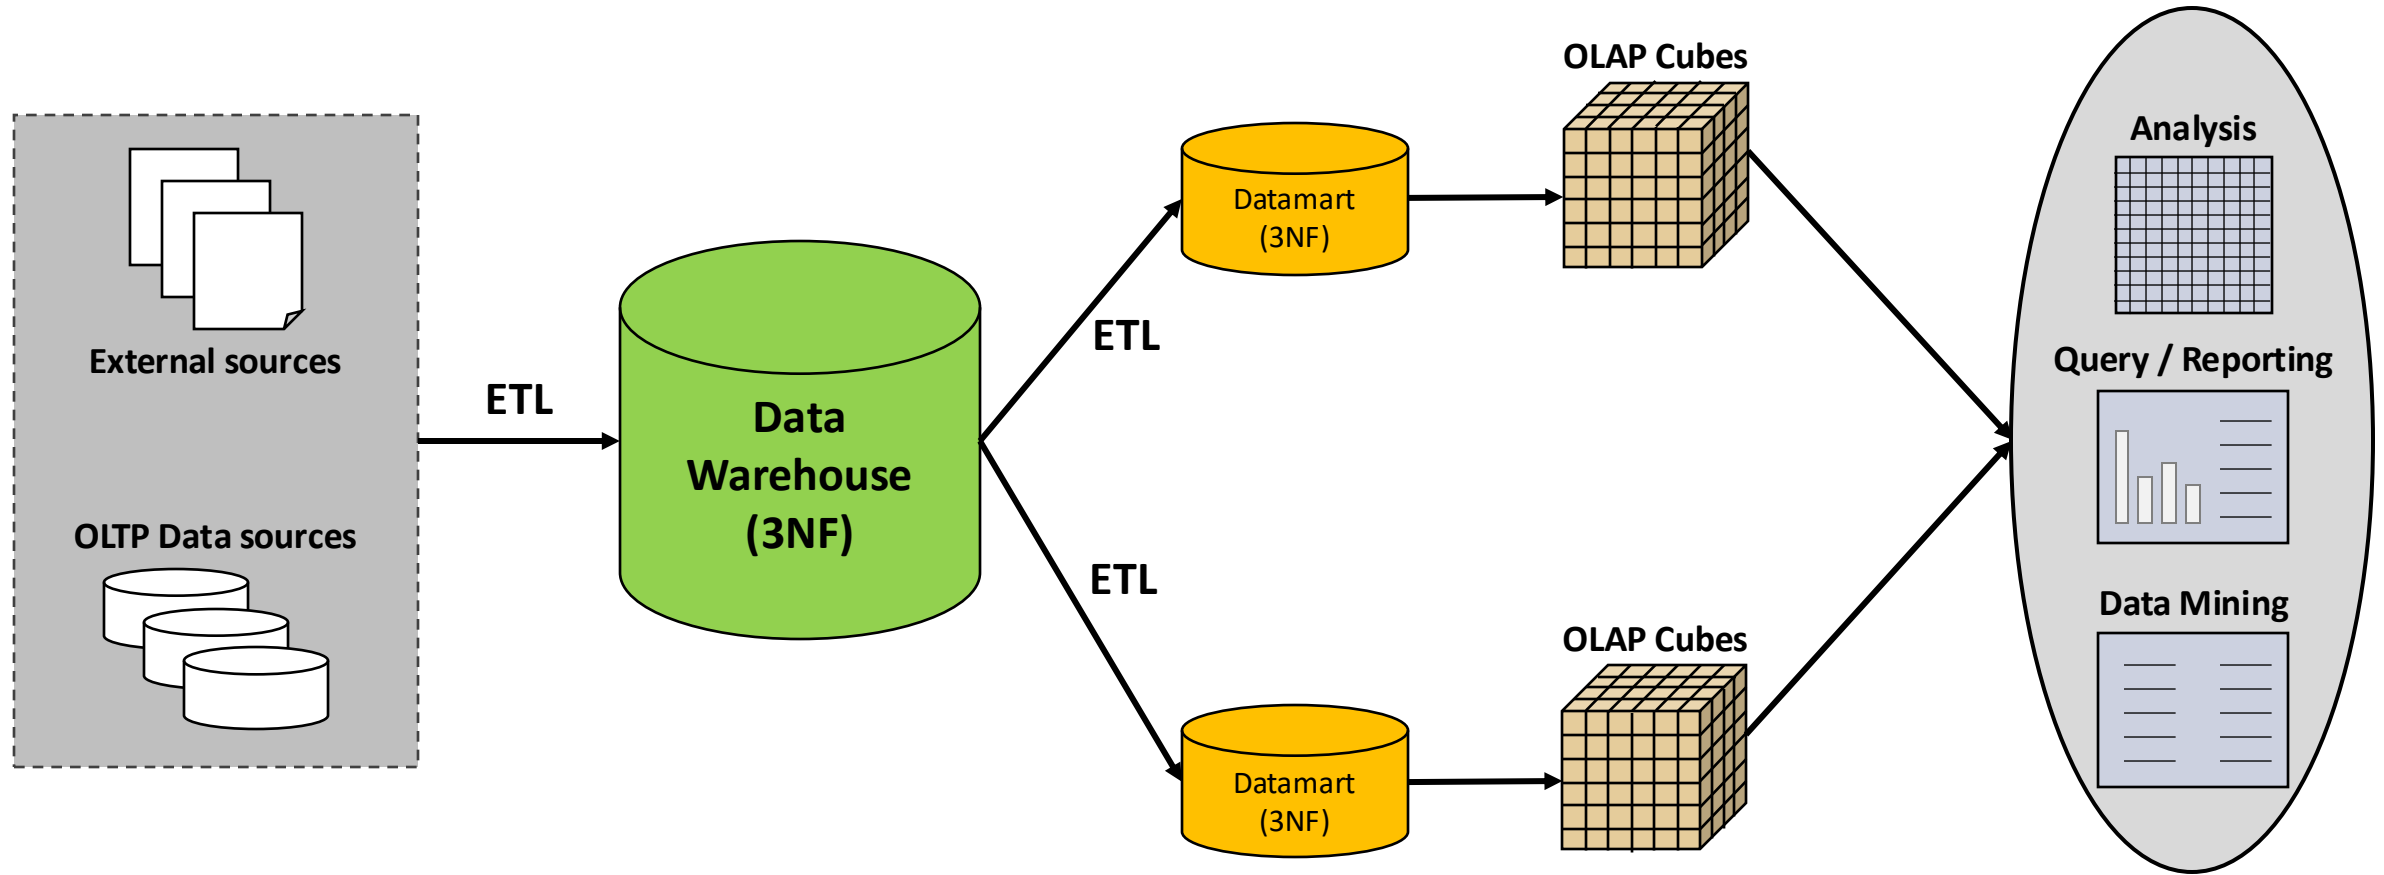 External sources
OLTP Data sources
ETL
Data
Warehouse
(3NF)
ETL
ETL
Datamart
(3NF)
OLAP Cubes
Datamart
(3NF)
OLAP Cubes
Analysis
Query / Reporting
Data Mining